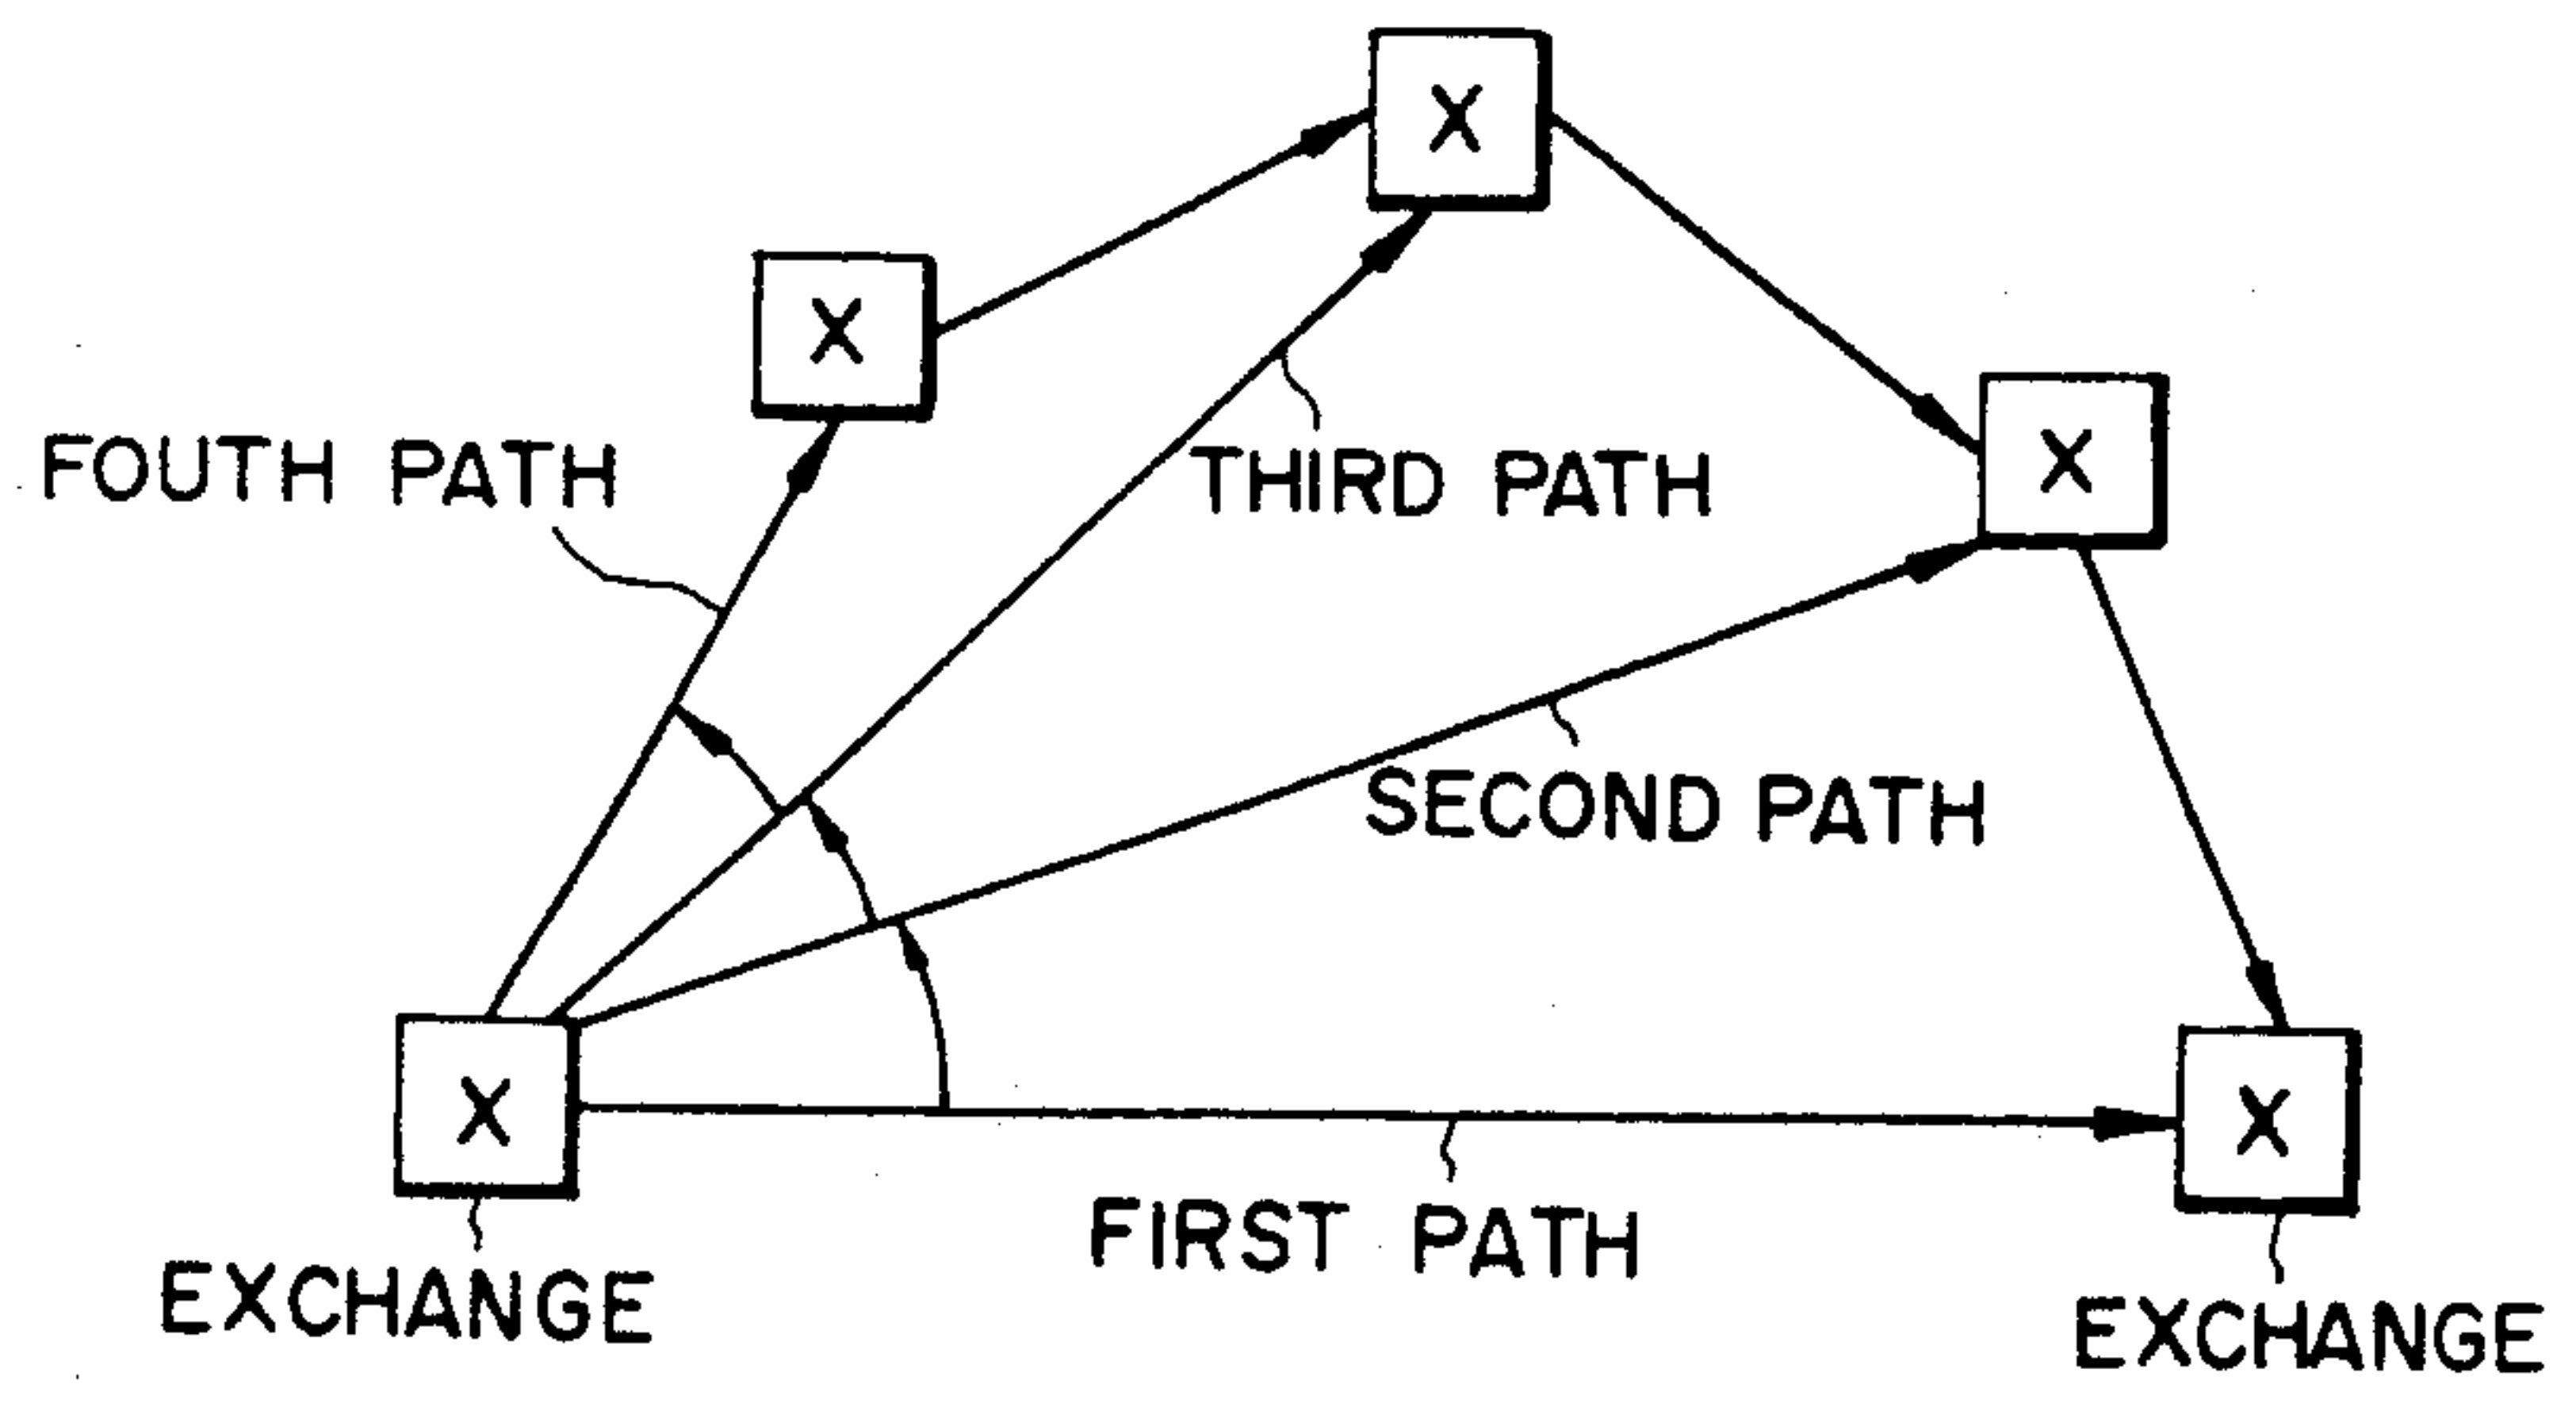 X
X
FOUTH PATH
THIRD PATH
X
SECOND PATH
X
X
FIRST PATH
EXCHANGE
EXCHANGE